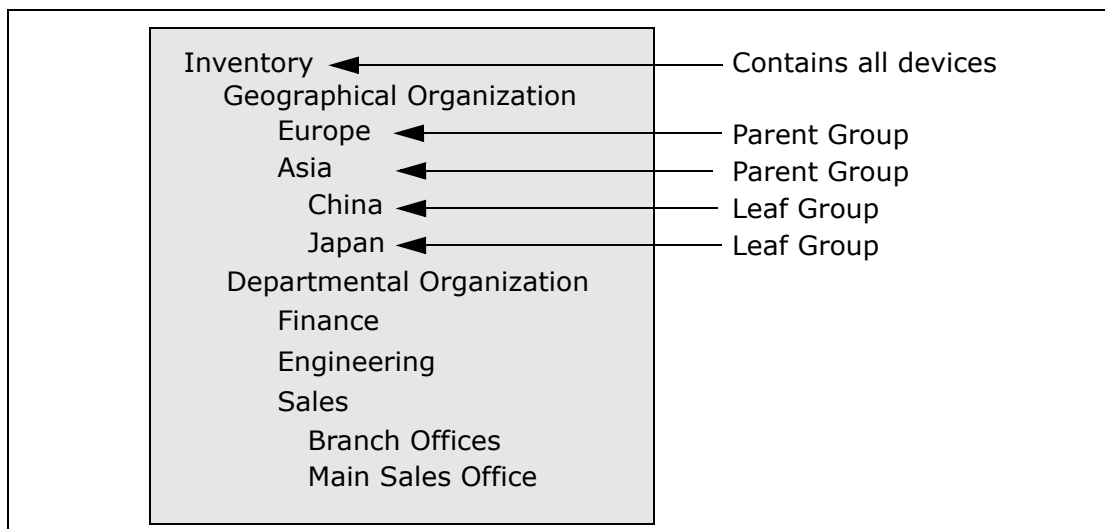 Inventory Contains all devices
Geographical Organization
Europe Parent Group
Asia Parent Group
China Leaf Group
Japan Leaf Group
Departmental Organization
Finance
Engineering
Sales
Branch Offices
Main Sales Office